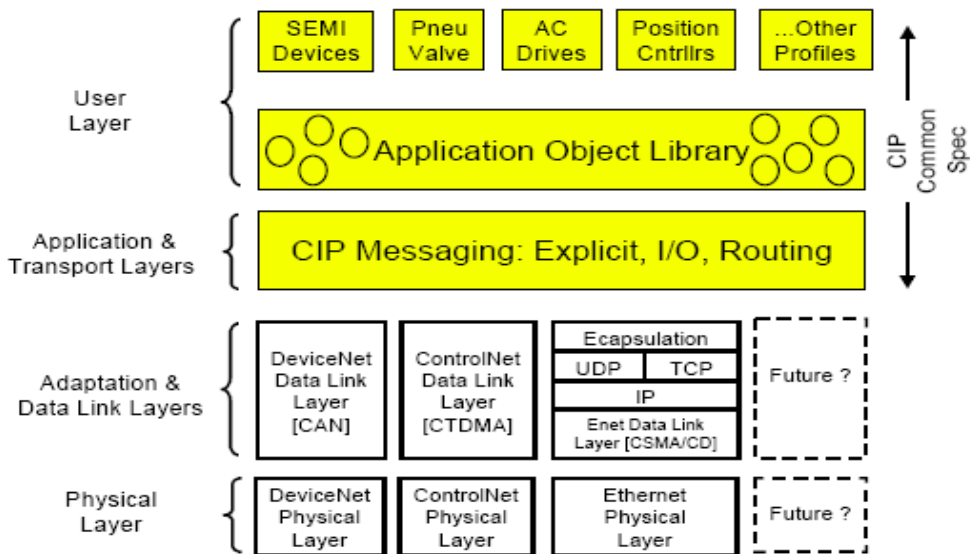 SEMI
Devices
Pneu
Valve
AC
Drives
Position
Cntrllrs
...Other
Profiles
User
Layer
Application Object Library
CIP
Common
Spec
Application &
Transport Layers
CIP Messaging: Explicit, I/O, Routing
Adaptation &
Data Link Layers
DeviceNet
Data Link
Layer
[CAN]
ControlNet
Data Link
Layer
[CTDMA]
Ecapsulation
UDP
TCP
IP
Enet Data Link
Layer [CSMA/CD]
Future ?
Physical
Layer
DeviceNet
Physical
Layer
ControlNet
Physical
Layer
Ethernet
Physical
Layer
Future ?